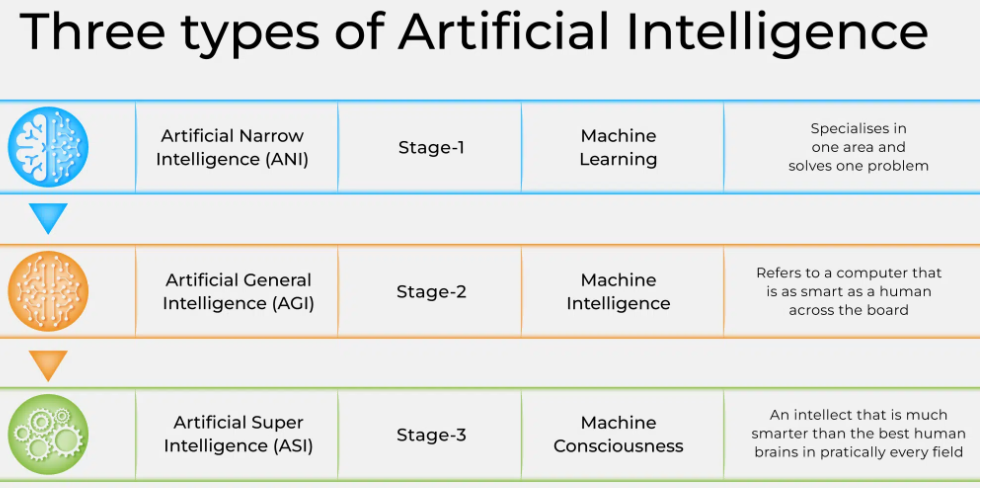 Three types of Artificial Intelligence
Artificial Narrow
Intelligence (ANI)
Stage-1
Machine
Learning
Specialises in
one area and
solves one problem
Artificial General
Intelligence (AGI)
Stage-2
Machine
Intelligence
Refers to a computer that
is as smart as a human
across the board
Artificial Super
Intelligence (ASI)
Stage-3
Machine
Consciousness
An intellect that is much
smarter than the best human
brains in pratically every field